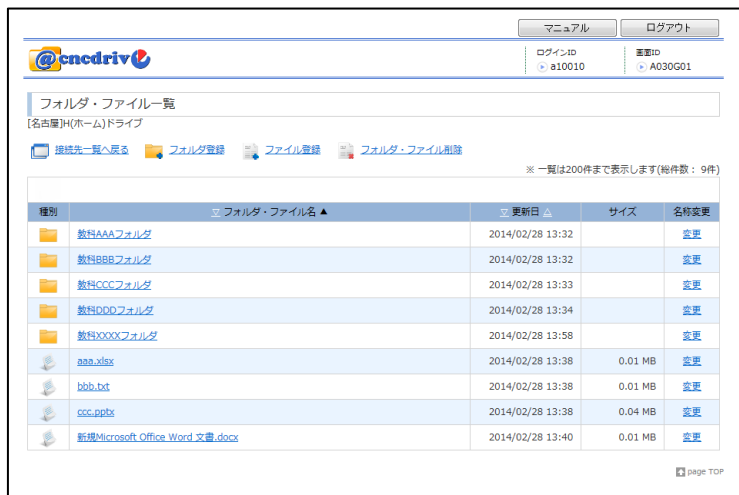 マニュアル ログアウト
@cncdrive
ログインID 画面ID
a10010 A030G01
フォルダ・ファイル一覧
[名古屋]H(ホーム)ドライブ
接続先一覧へ戻る フォルダ登録 ファイル登録 フォルダ・ファイル削除
※ 一覧は200件まで表示します(総件数： 9件)
種別 ▽ フォルダ・ファイル名 ▲ ▽ 更新日 △ サイズ 名称変更
教科AAAフォルダ 2014/02/28 13:32 変更
教科BBBフォルダ 2014/02/28 13:32 変更
教科CCCフォルダ 2014/02/28 13:33 変更
教科DDDフォルダ 2014/02/28 13:34 変更
教科XXXXフォルダ 2014/02/28 13:58 変更
aaa.xlsx 2014/02/28 13:38 0.01 MB 変更
bbb.txt 2014/02/28 13:38 0.01 MB 変更
ccc.pptx 2014/02/28 13:38 0.04 MB 変更
新規Microsoft Office Word 文書.docx 2014/02/28 13:40 0.01 MB 変更
page TOP